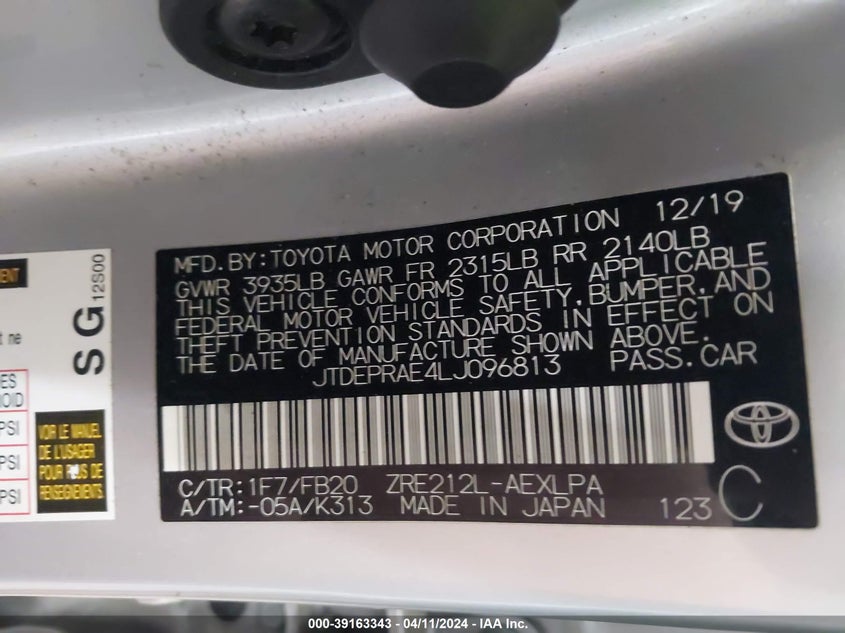 MFD.BY:TOYOTA MOTOR CORPORATION 12/19
GVWR 3935LB GAWR FR 2315LB RR 2140LB
THIS VEHICLE CONFORMS TO ALL APPLICABLE
FEDERAL MOTOR VEHICLE SAFETY,BUMPER,AND
THEFT PREVENTION STANDARDS IN EFFECT ON
THE DATE OF MANUFACTURE SHOWN ABOVE.
JTDEPRAE4LJ096813 PASS.CAR
C/TR:1F7/FB20 ZRE212L-AEXLPA
A/TM:-05A/K313 MADE IN JAPAN 123 C
SG
12S00
t ne
PSI
PSI
PSI
VOIR LE MANUEL
DE L'USAGER
POUR PLUS DE
RENSEIGNEMENTS
000-39163343 - 04/11/2024 - IAA Inc.